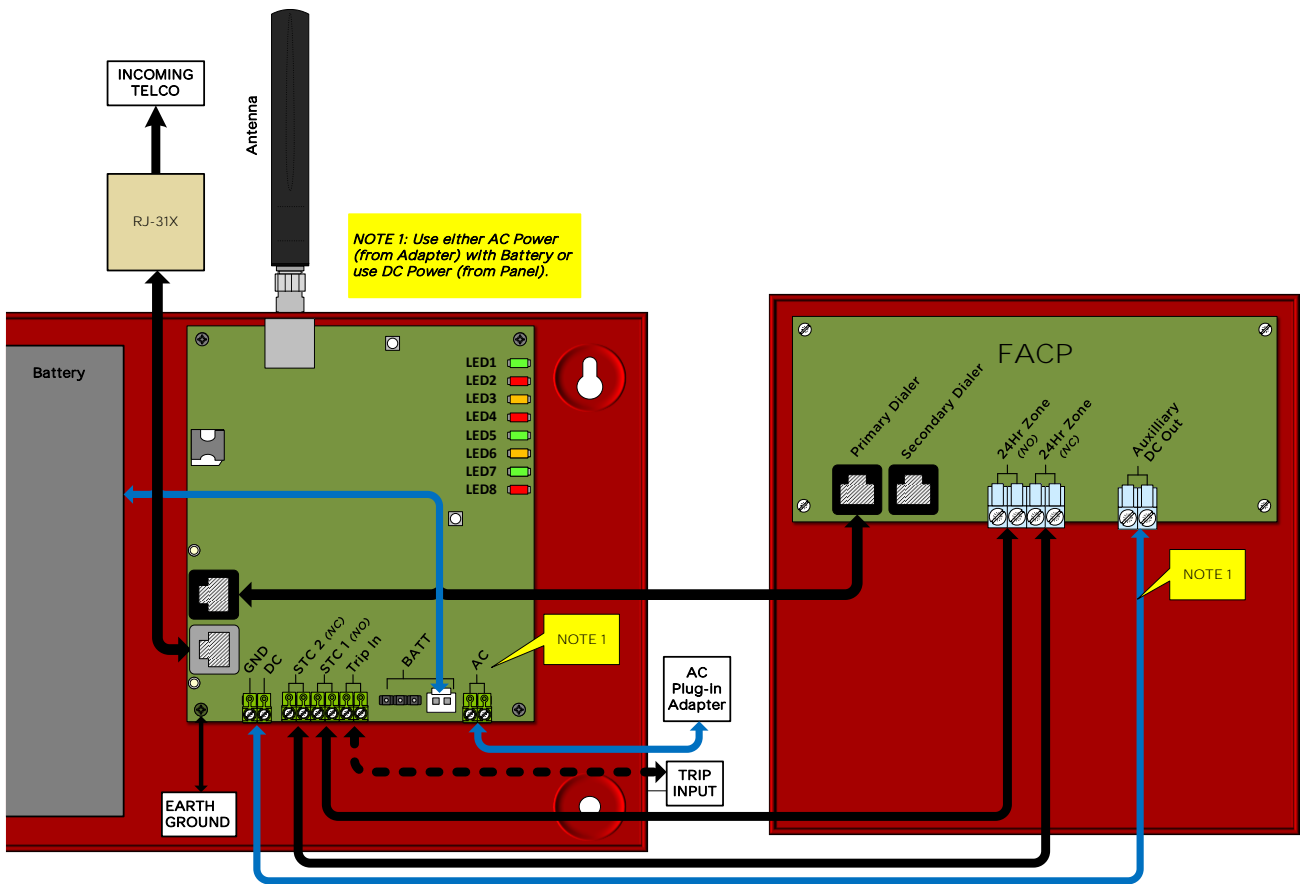 INCOMING
TELCO
Antenna
RJ-31X
NOTE 1: Use either AC Power
(from Adapter) with Battery or
use DC Power (from Panel).
Battery
LED1
LED2
LED3
LED4
LED5
LED6
LED7
LED8
FACP
Primary Dialer
Secondary Dialer
24Hr Zone
(NO)
24Hr Zone
(NC)
Auxilliary
DC Out
NOTE 1
NOTE 1
GND
DC
STC 2 (NC)
STC 1 (NO)
Trip In
BATT
AC
AC
Plug-In
Adapter
TRIP
INPUT
EARTH
GROUND